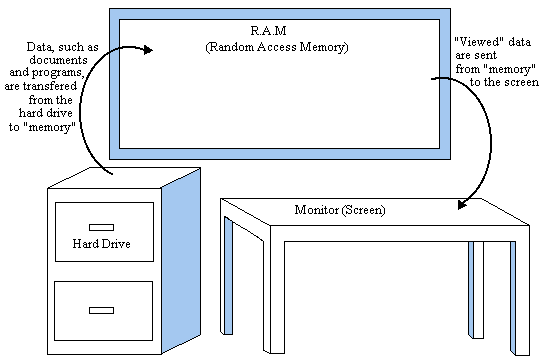 R.A.M
(Random Access Memory)
Data, such as
documents
and programs,
are transfered
from the
hard drive
to "memory"
"Viewed" data
are sent
from "memory"
to the screen
Monitor (Screen)
Hard Drive